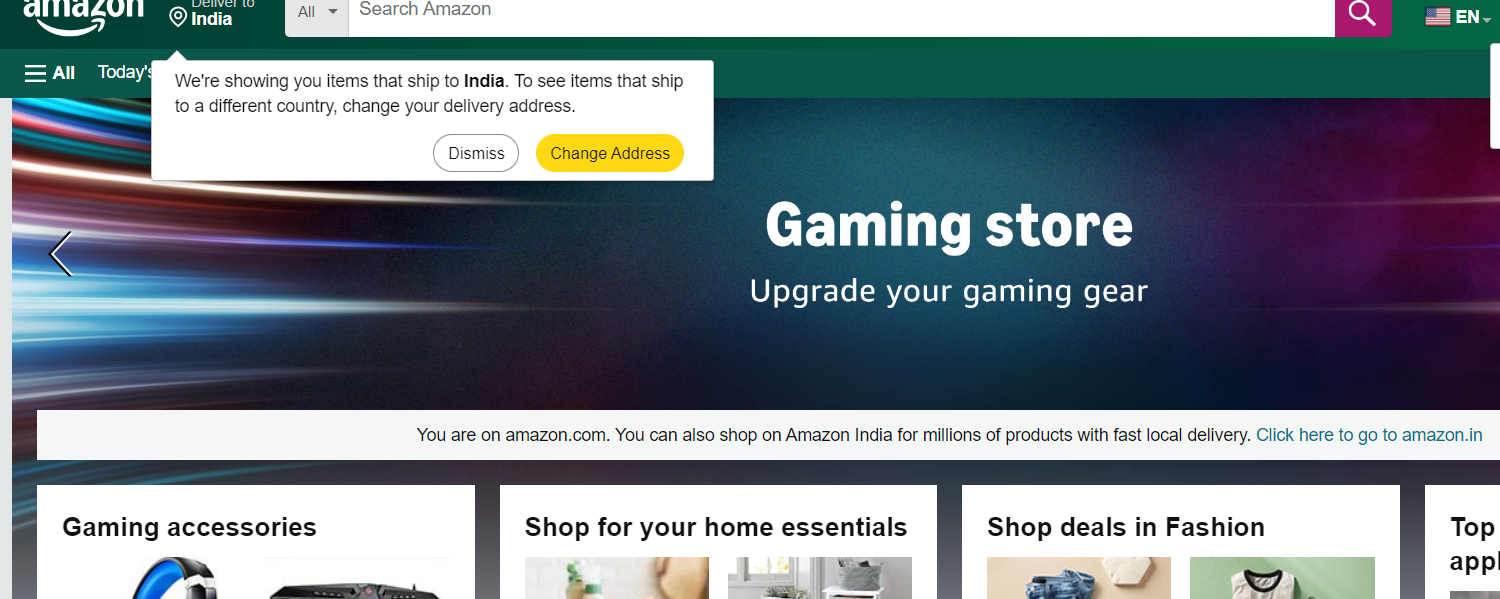 amazon
Deliver to
India
All
Search Amazon
EN
All
Today's
We're showing you items that ship to India. To see items that ship
to a different country, change your delivery address.
Dismiss
Change Address
Gaming store
Upgrade your gaming gear
You are on amazon.com. You can also shop on Amazon India for millions of products with fast local delivery. Click here to go to amazon.in
Gaming accessories
Shop for your home essentials
Shop deals in Fashion
Top